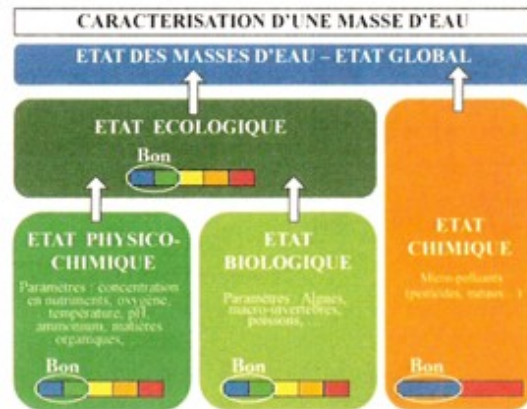 CARACTERISATION D'UNE MASSE D'EAU
ETAT DES MASSES D'EAU – ETAT GLOBAL
ETAT ECOLOGIQUE
Bon
ETAT PHYSICO-
CHIMIQUE
Paramètres : concentration
en nutriments, oxygène,
température, pH,
ammonium, matières
organiques,
Bon
ETAT
BIOLOGIQUE
Paramètres : Algues,
macro-invertébrés,
poissons,
Bon
ETAT
CHIMIQUE
Micro-polluants
(pesticides, métaux...)
Bon